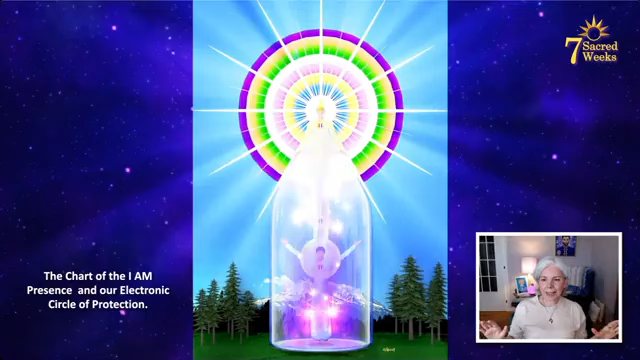 7 Sacred
Weeks
The Chart of the I AM
Presence and our Electronic
Circle of Protection.